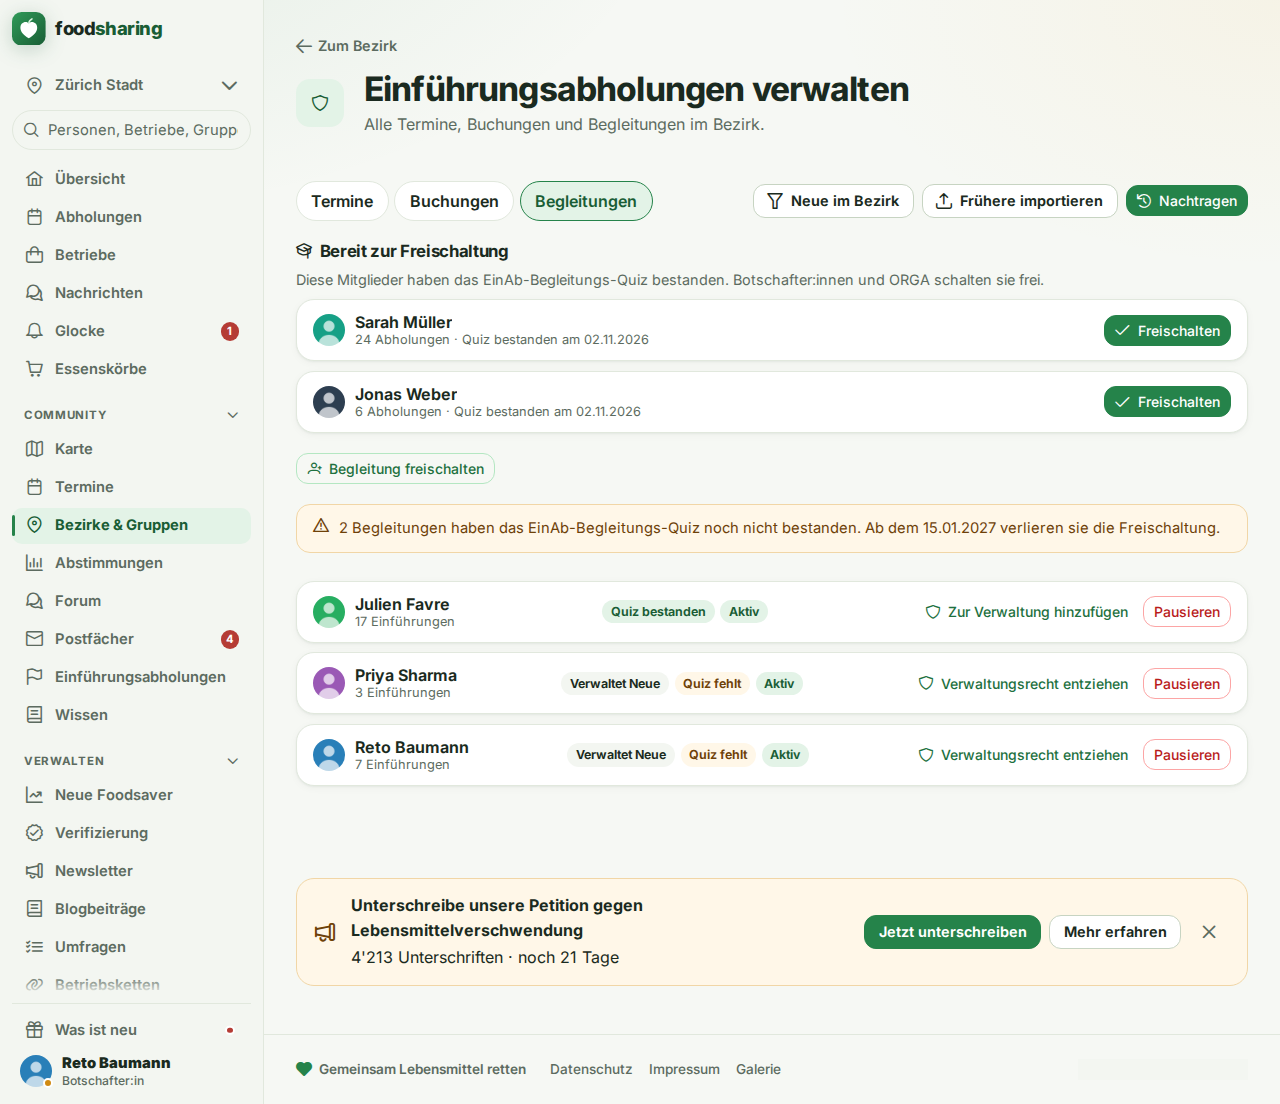 foodsharing
Zürich Stadt
Personen, Betriebe, Grupp
Übersicht
Abholungen
Betriebe
Nachrichten
Glocke 1
Essenskörbe
COMMUNITY
Karte
Termine
Bezirke & Gruppen
Abstimmungen
Forum
Postfächer 4
Einführungsabholungen
Wissen
VERWALTEN
Neue Foodsaver
Verifizierung
Newsletter
Blogbeiträge
Umfragen
Betriebsketten
Was ist neu
Reto Baumann
Botschafter:in
Zum Bezirk
Einführungsabholungen verwalten
Alle Termine, Buchungen und Begleitungen im Bezirk.
Termine Buchungen Begleitungen Neue im Bezirk Frühere importieren Nachtragen
Bereit zur Freischaltung
Diese Mitglieder haben das EinAb-Begleitungs-Quiz bestanden. Botschafter:innen und ORGA schalten sie frei.
Sarah Müller
24 Abholungen · Quiz bestanden am 02.11.2026
Freischalten
Jonas Weber
6 Abholungen · Quiz bestanden am 02.11.2026
Freischalten
Begleitung freischalten
2 Begleitungen haben das EinAb-Begleitungs-Quiz noch nicht bestanden. Ab dem 15.01.2027 verlieren sie die Freischaltung.
Julien Favre
17 Einführungen
Quiz bestanden Aktiv Zur Verwaltung hinzufügen Pausieren
Priya Sharma
3 Einführungen
Verwaltet Neue Quiz fehlt Aktiv Verwaltungsrecht entziehen Pausieren
Reto Baumann
7 Einführungen
Verwaltet Neue Quiz fehlt Aktiv Verwaltungsrecht entziehen Pausieren
Unterschreibe unsere Petition gegen
Lebensmittelverschwendung
4'213 Unterschriften · noch 21 Tage
Jetzt unterschreiben Mehr erfahren
Gemeinsam Lebensmittel retten Datenschutz Impressum Galerie